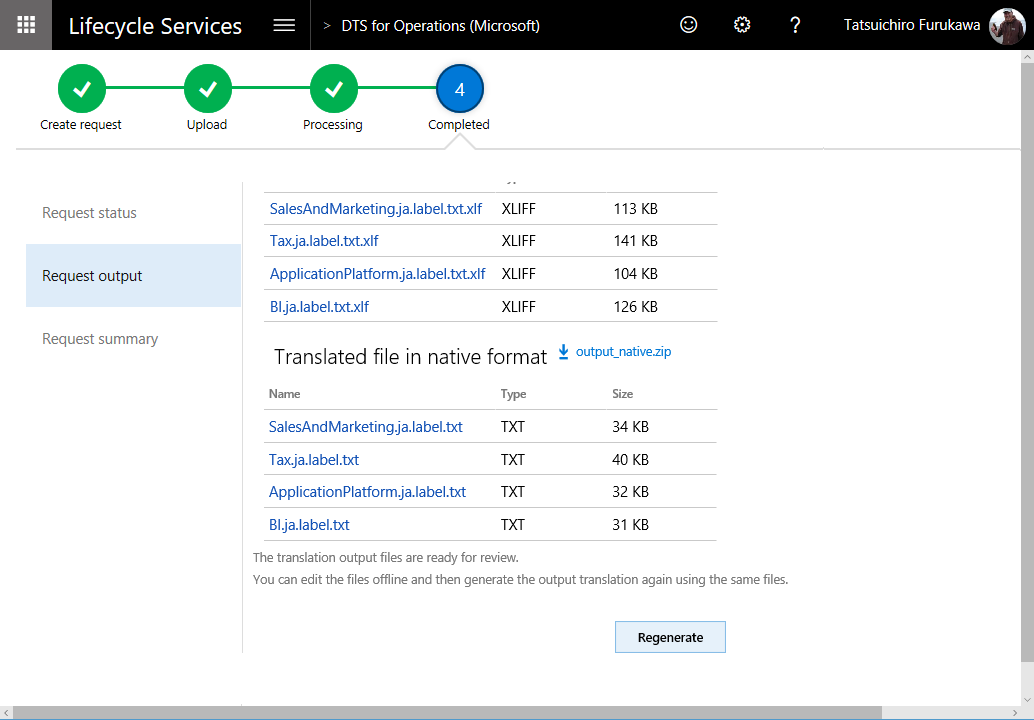 Lifecycle Services
> DTS for Operations (Microsoft)
?
Tatsuichiro Furukawa
4
Create request
Upload
Processing
Completed
Request status
Request output
Request summary
SalesAndMarketing.ja.label.txt.xlf XLIFF 113 KB
Tax.ja.label.txt.xlf XLIFF 141 KB
ApplicationPlatform.ja.label.txt.xlf XLIFF 104 KB
BI.ja.label.txt.xlf XLIFF 126 KB
Translated file in native format output_native.zip
Name Type Size
SalesAndMarketing.ja.label.txt TXT 34 KB
Tax.ja.label.txt TXT 40 KB
ApplicationPlatform.ja.label.txt TXT 32 KB
BI.ja.label.txt TXT 31 KB
The translation output files are ready for review.
You can edit the files offline and then generate the output translation again using the same files.
Regenerate